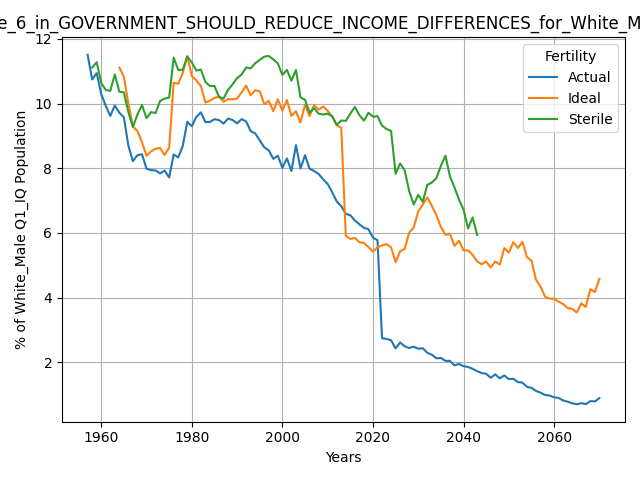 e_6_in_GOVERNMENT_SHOULD_REDUCE_INCOME_DIFFERENCES_for_White_M
12
10
8
6
4
2
% of White_Male Q1_IQ Population
Fertility
Actual
Ideal
Sterile
1960
1980
2000
2020
2040
2060
Years